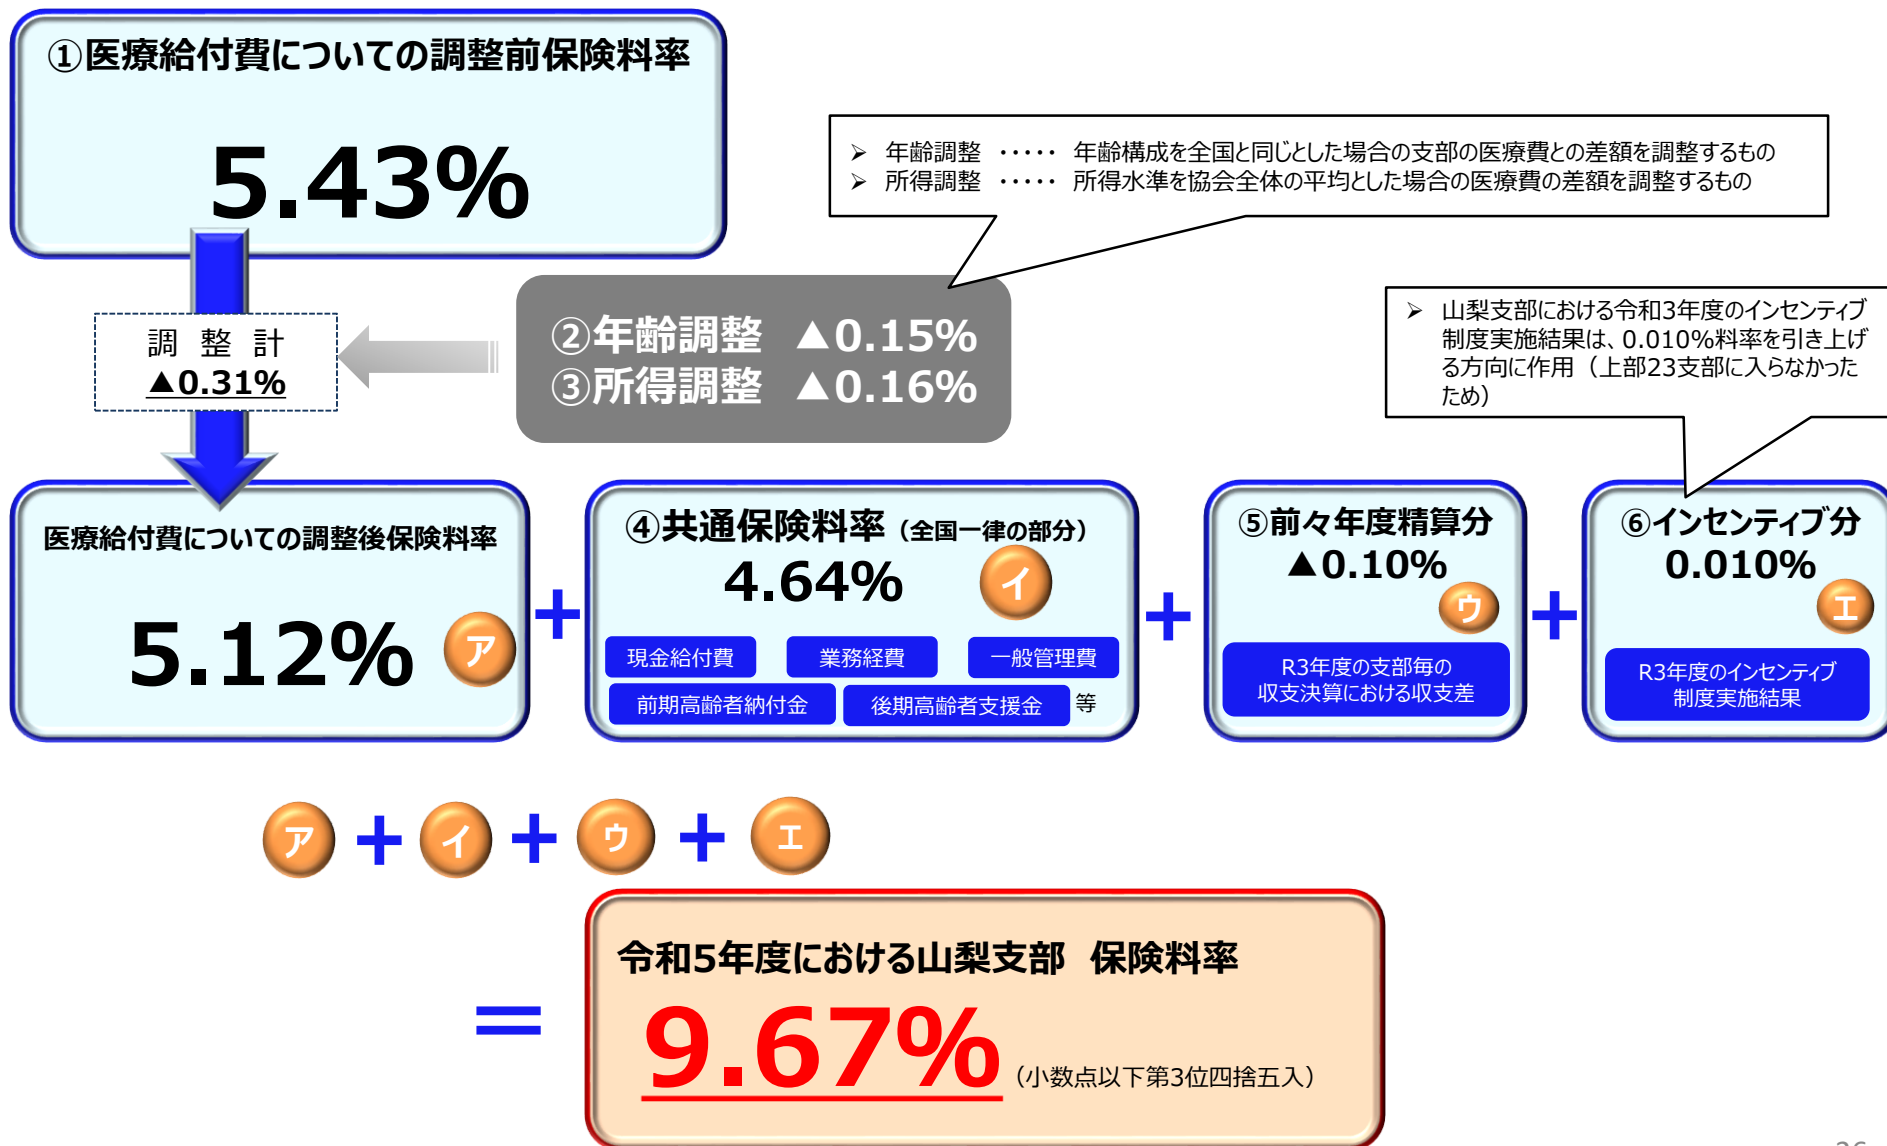 ①医療給付費についての調整前保険料率
5.43%
➢ 年齢調整 ・・・・・ 年齢構成を全国と同じとした場合の支部の医療費との差額を調整するもの
➢ 所得調整 ・・・・・ 所得水準を協会全体の平均とした場合の医療費の差額を調整するもの
調 整 計
▲0.31%
②年齢調整 ▲0.15%
③所得調整 ▲0.16%
➢ 山梨支部における令和3年度のインセンティブ
制度実施結果は、0.010%料率を引き上げ
る方向に作用（上部23支部に入らなかった
ため）
医療給付費についての調整後保険料率
5.12% ア
+
④共通保険料率（全国一律の部分）
4.64% イ
現金給付費 業務経費 一般管理費
前期高齢者納付金 後期高齢者支援金 等
+
⑤前々年度精算分
▲0.10%
ウ
R3年度の支部毎の
収支決算における収支差
+
⑥インセンティブ分
0.010%
エ
R3年度のインセンティブ
制度実施結果
ア + イ + ウ + エ
=
令和5年度における山梨支部 保険料率
9.67%（小数点以下第3位四捨五入）